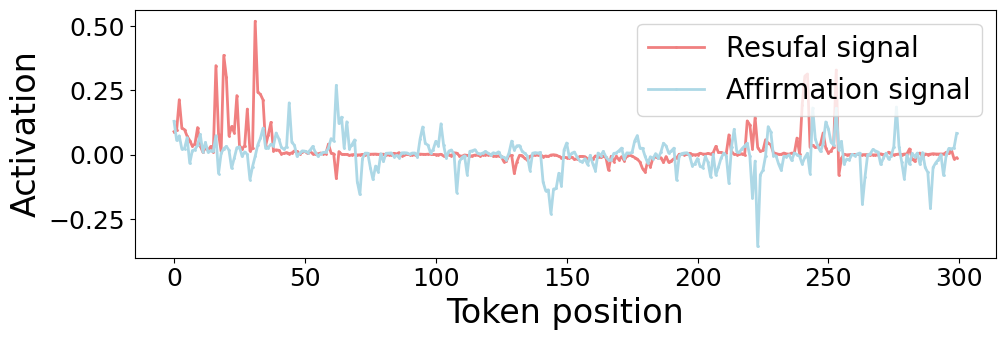 0.50
0.25
0.00
−0.25
Activation
Resufal signal
Affirmation signal
0 50 100 150 200 250 300
Token position